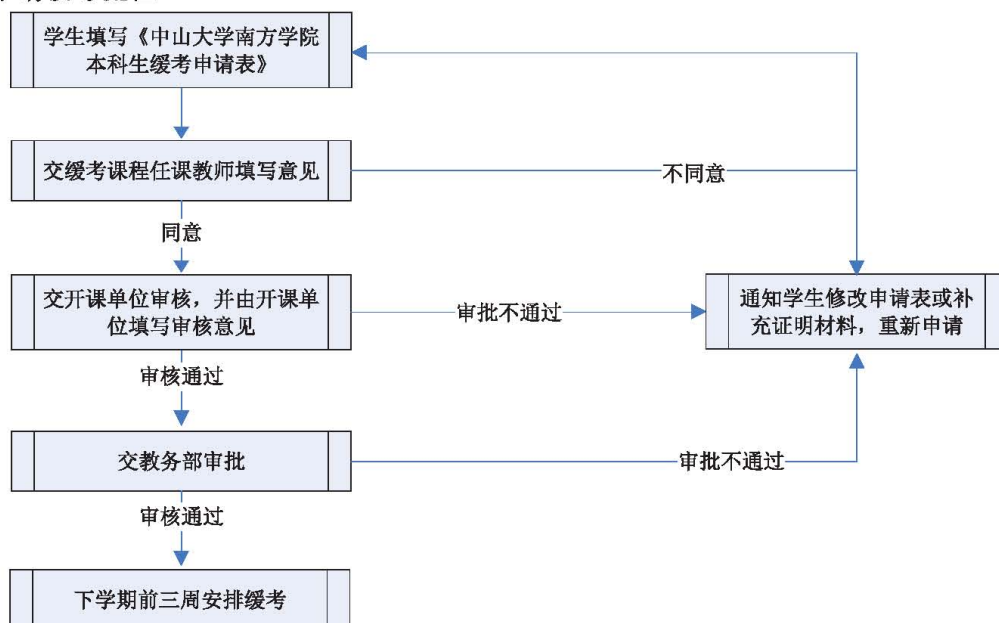 学生填写《中山大学南方学院
本科生缓考申请表》
交缓考课程任课教师填写意见
不同意
同意
交开课单位审核，并由开课单
位填写审核意见
审批不通过
通知学生修改申请表或补
充证明材料，重新申请
审核通过
交教务部审批
审批不通过
审核通过
下学期前三周安排缓考